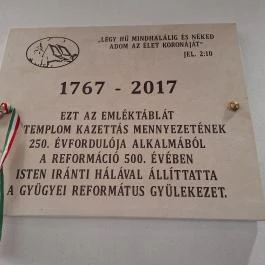 „LÉGY HŰ MINDHALÁLIG ÉS NÉKED
ADOM AZ ÉLET KORONÁJÁT”
JEL. 2:10
1767 - 2017
EZT AZ EMLÉKTÁBLÁT
TEMPLOM KAZETTÁS MENNYEZETÉNEK
250. ÉVFORDULÓJA ALKALMÁBÓL
A REFORMÁCIÓ 500. ÉVÉBEN
ISTEN IRÁNTI HÁLÁVAL ÁLLÍTTATTA
A GYÜGYEI REFORMÁTUS GYÜLEKEZET.